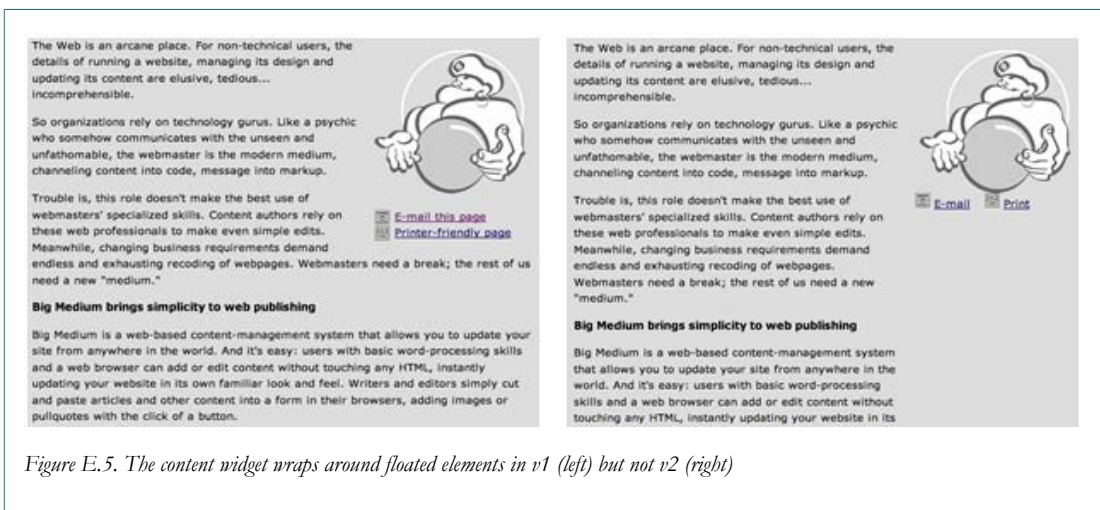 The Web is an arcane place. For non-technical users, the
details of running a website, managing its design and
updating its content are elusive, tedious...
incomprehensible.
So organizations rely on technology gurus. Like a psychic
who somehow communicates with the unseen and
unfathomable, the webmaster is the modern medium,
channeling content into code, message into markup.
Trouble is, this role doesn't make the best use of
webmasters' specialized skills. Content authors rely on
these web professionals to make even simple edits.
Meanwhile, changing business requirements demand
endless and exhausting recoding of webpages. Webmasters need a break; the rest of us
need a new "medium."
E-mail this page
Printer-friendly page
Big Medium brings simplicity to web publishing
Big Medium is a web-based content-management system that allows you to update your
site from anywhere in the world. And it's easy: users with basic word-processing skills
and a web browser can add or edit content without touching any HTML, instantly
updating your website in its own familiar look and feel. Writers and editors simply cut
and paste articles and other content into a form in their browsers, adding images or
pullquotes with the click of a button.
The Web is an arcane place. For non-technical users, the
details of running a website, managing its design and
updating its content are elusive, tedious...
incomprehensible.
So organizations rely on technology gurus. Like a psychic
who somehow communicates with the unseen and
unfathomable, the webmaster is the modern medium,
channeling content into code, message into markup.
Trouble is, this role doesn't make the best use of
webmasters' specialized skills. Content authors rely on
these web professionals to make even simple edits.
Meanwhile, changing business requirements demand
endless and exhausting recoding of webpages.
Webmasters need a break; the rest of us need a new
"medium."
E-mail Print
Big Medium brings simplicity to web publishing
Big Medium is a web-based content-management system
that allows you to update your site from anywhere in the
world. And it's easy: users with basic word-processing
skills and a web browser can add or edit content without
touching any HTML, instantly updating your website in its
Figure E.5. The content widget wraps around floated elements in v1 (left) but not v2 (right)